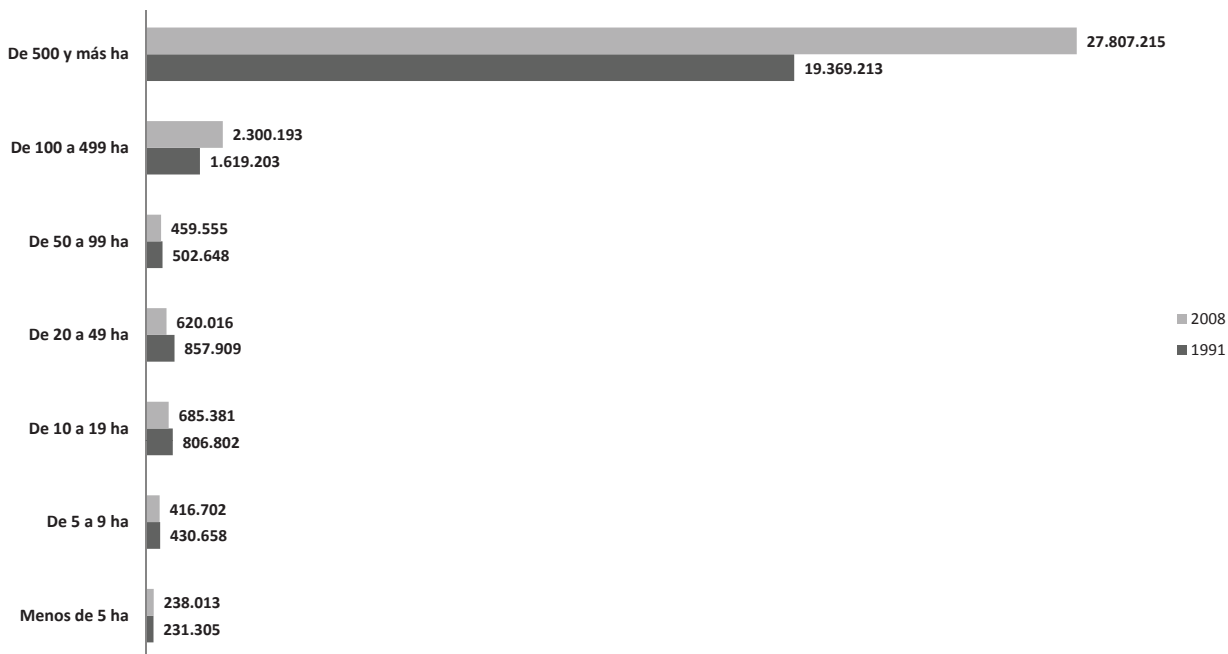 De 500 y más ha
27.807.215
19.369.213
De 100 a 499 ha
2.300.193
1.619.203
De 50 a 99 ha
459.555
502.648
De 20 a 49 ha
620.016
857.909
2008
1991
De 10 a 19 ha
685.381
806.802
De 5 a 9 ha
416.702
430.658
Menos de 5 ha
238.013
231.305